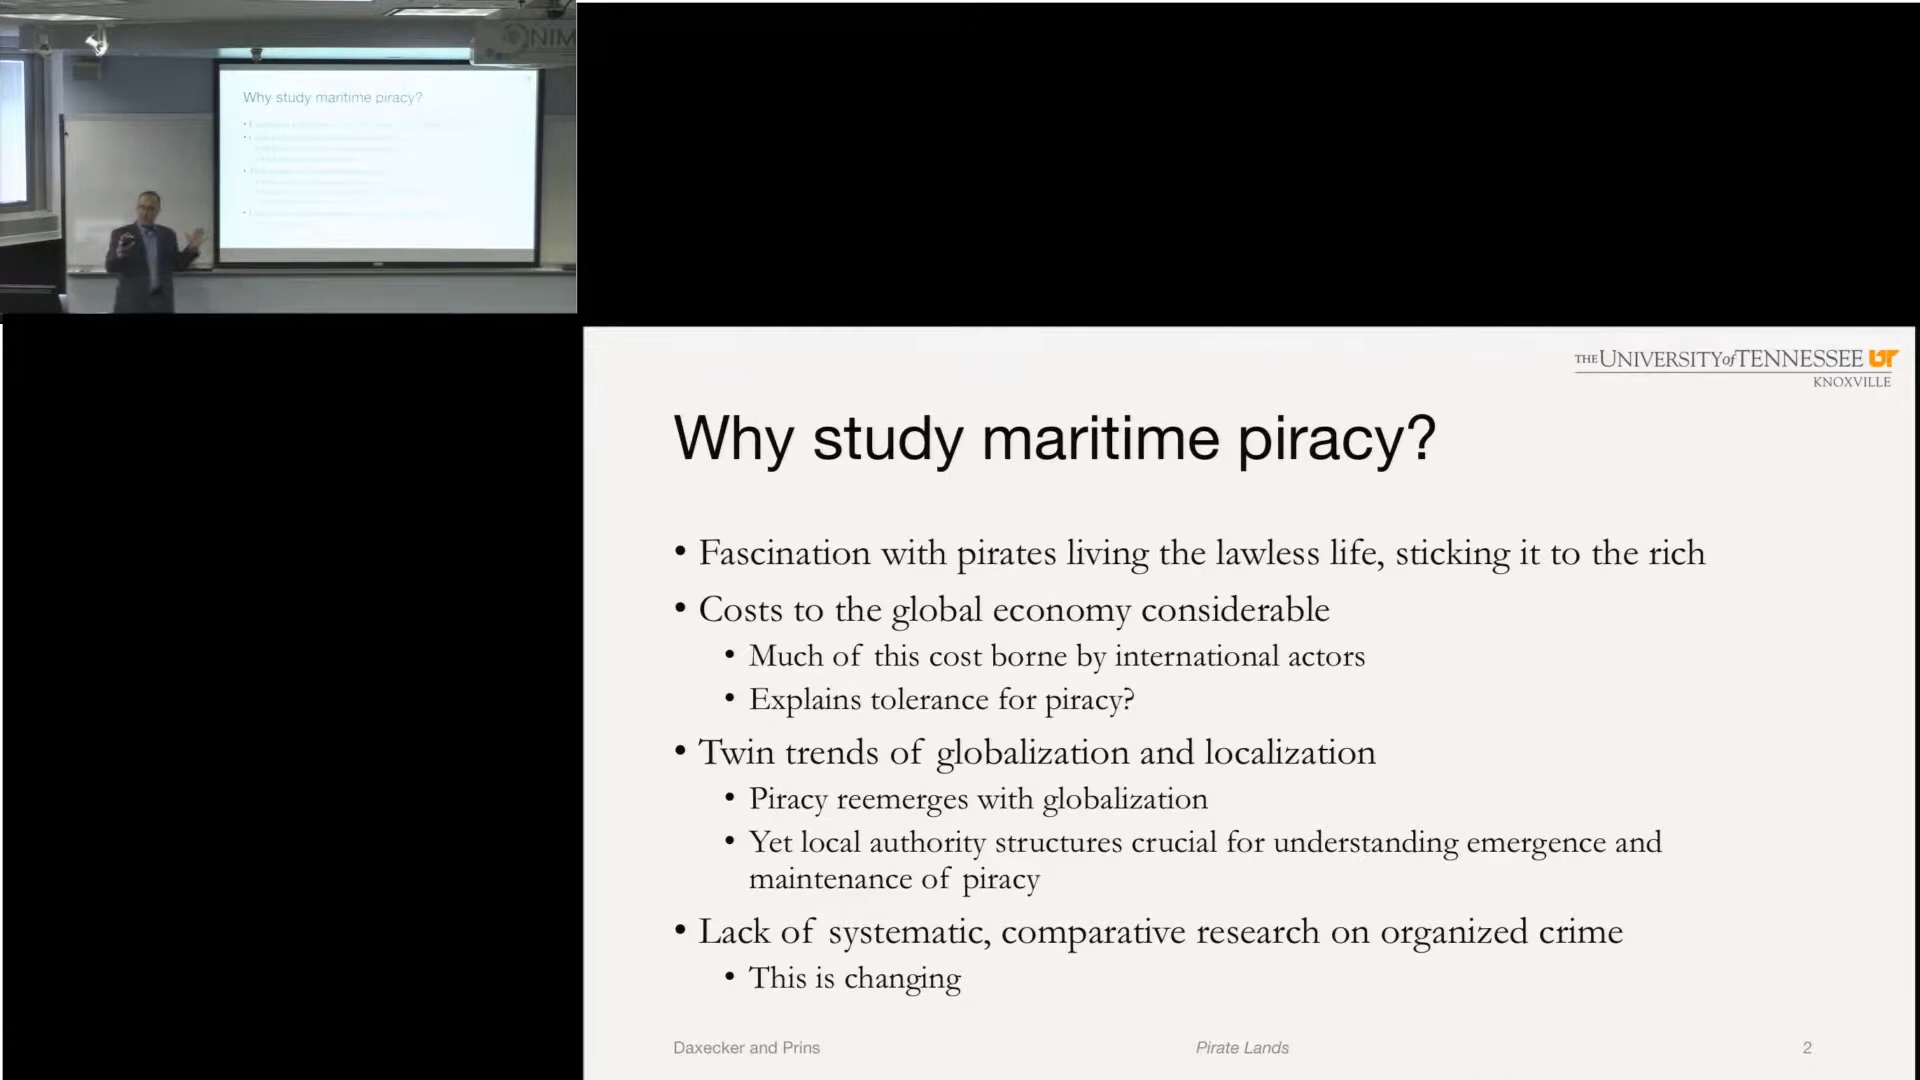 NIM
Why study maritime piracy?
THE UNIVERSITY of TENNESSEE UT
KNOXVILLE
Why study maritime piracy?
• Fascination with pirates living the lawless life, sticking it to the rich
• Costs to the global economy considerable
• Much of this cost borne by international actors
• Explains tolerance for piracy?
• Twin trends of globalization and localization
• Piracy reemerges with globalization
• Yet local authority structures crucial for understanding emergence and
maintenance of piracy
• Lack of systematic, comparative research on organized crime
• This is changing
Daxecker and Prins
Pirate Lands
2